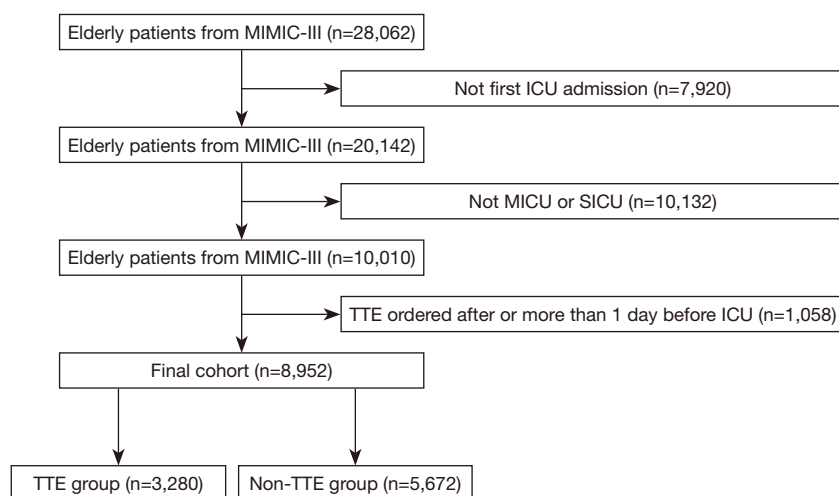 Elderly patients from MIMIC-III (n=28,062)
Not first ICU admission (n=7,920)
Elderly patients from MIMIC-III (n=20,142)
Not MICU or SICU (n=10,132)
Elderly patients from MIMIC-III (n=10,010)
TTE ordered after or more than 1 day before ICU (n=1,058)
Final cohort (n=8,952)
TTE group (n=3,280)
Non-TTE group (n=5,672)